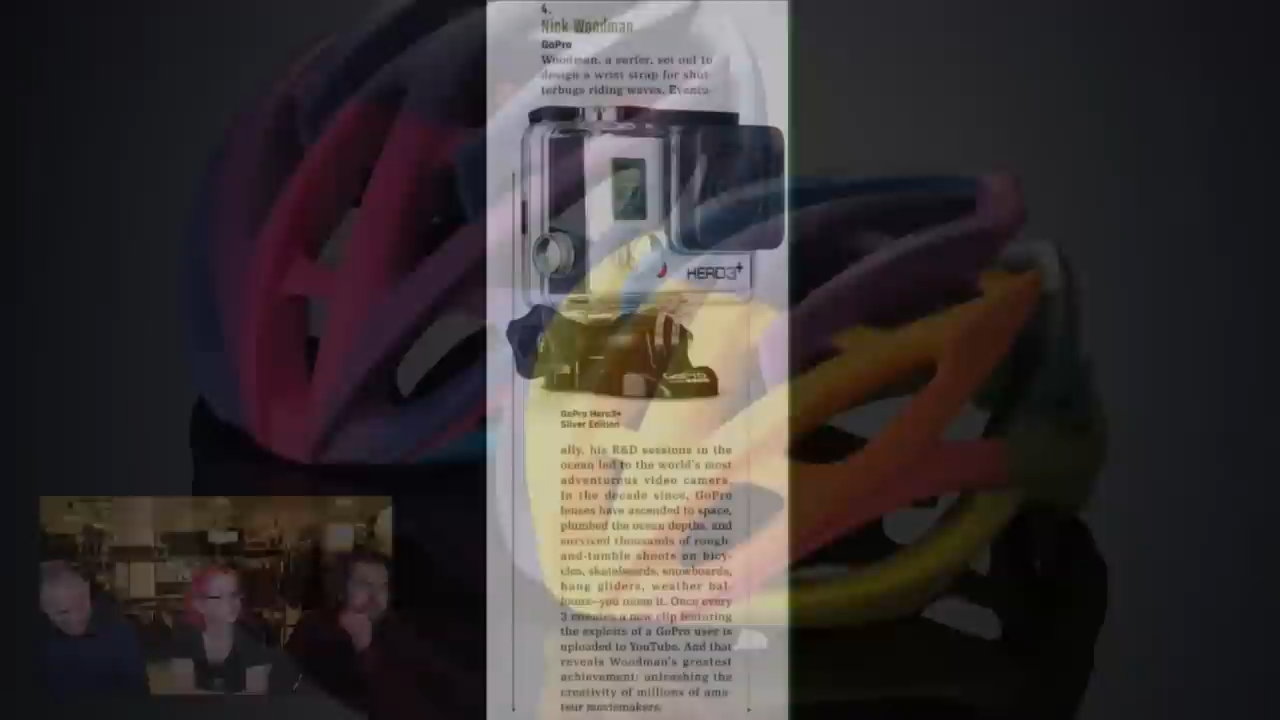 4.
Nick Woodman
GoPro
Woodman, a surfer, set out to
design a wrist strap for shut-
terbugs riding waves. Eventu-
HERO3+
GoPro Hero3+
Silver Edition
ally, his R&D sessions in the
ocean led to the world's most
adventurous video camera.
In the decade since, GoPro
lenses have ascended to space,
plumbed the ocean depths, and
survived thousands of rough-
and-tumble shoots on bicy-
cles, skateboards, snowboards,
hang gliders, weather bal-
loons—you name it. Once every
3 minutes a new clip featuring
the exploits of a GoPro user is
uploaded to YouTube. And that
reveals Woodman's greatest
achievement: unleashing the
creativity of millions of ama-
teur moviemakers.